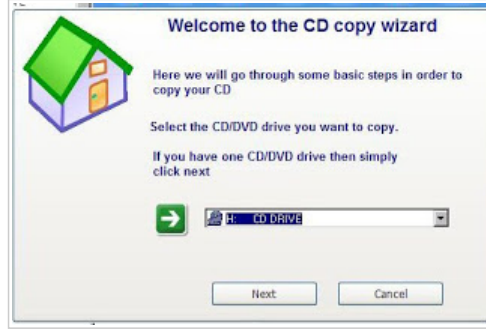 Welcome to the CD copy wizard
Here we will go through some basic steps in order to
copy your CD
Select the CD/DVD drive you want to copy.
If you have one CD/DVD drive then simply
click next
H: CD DRIVE
Next
Cancel